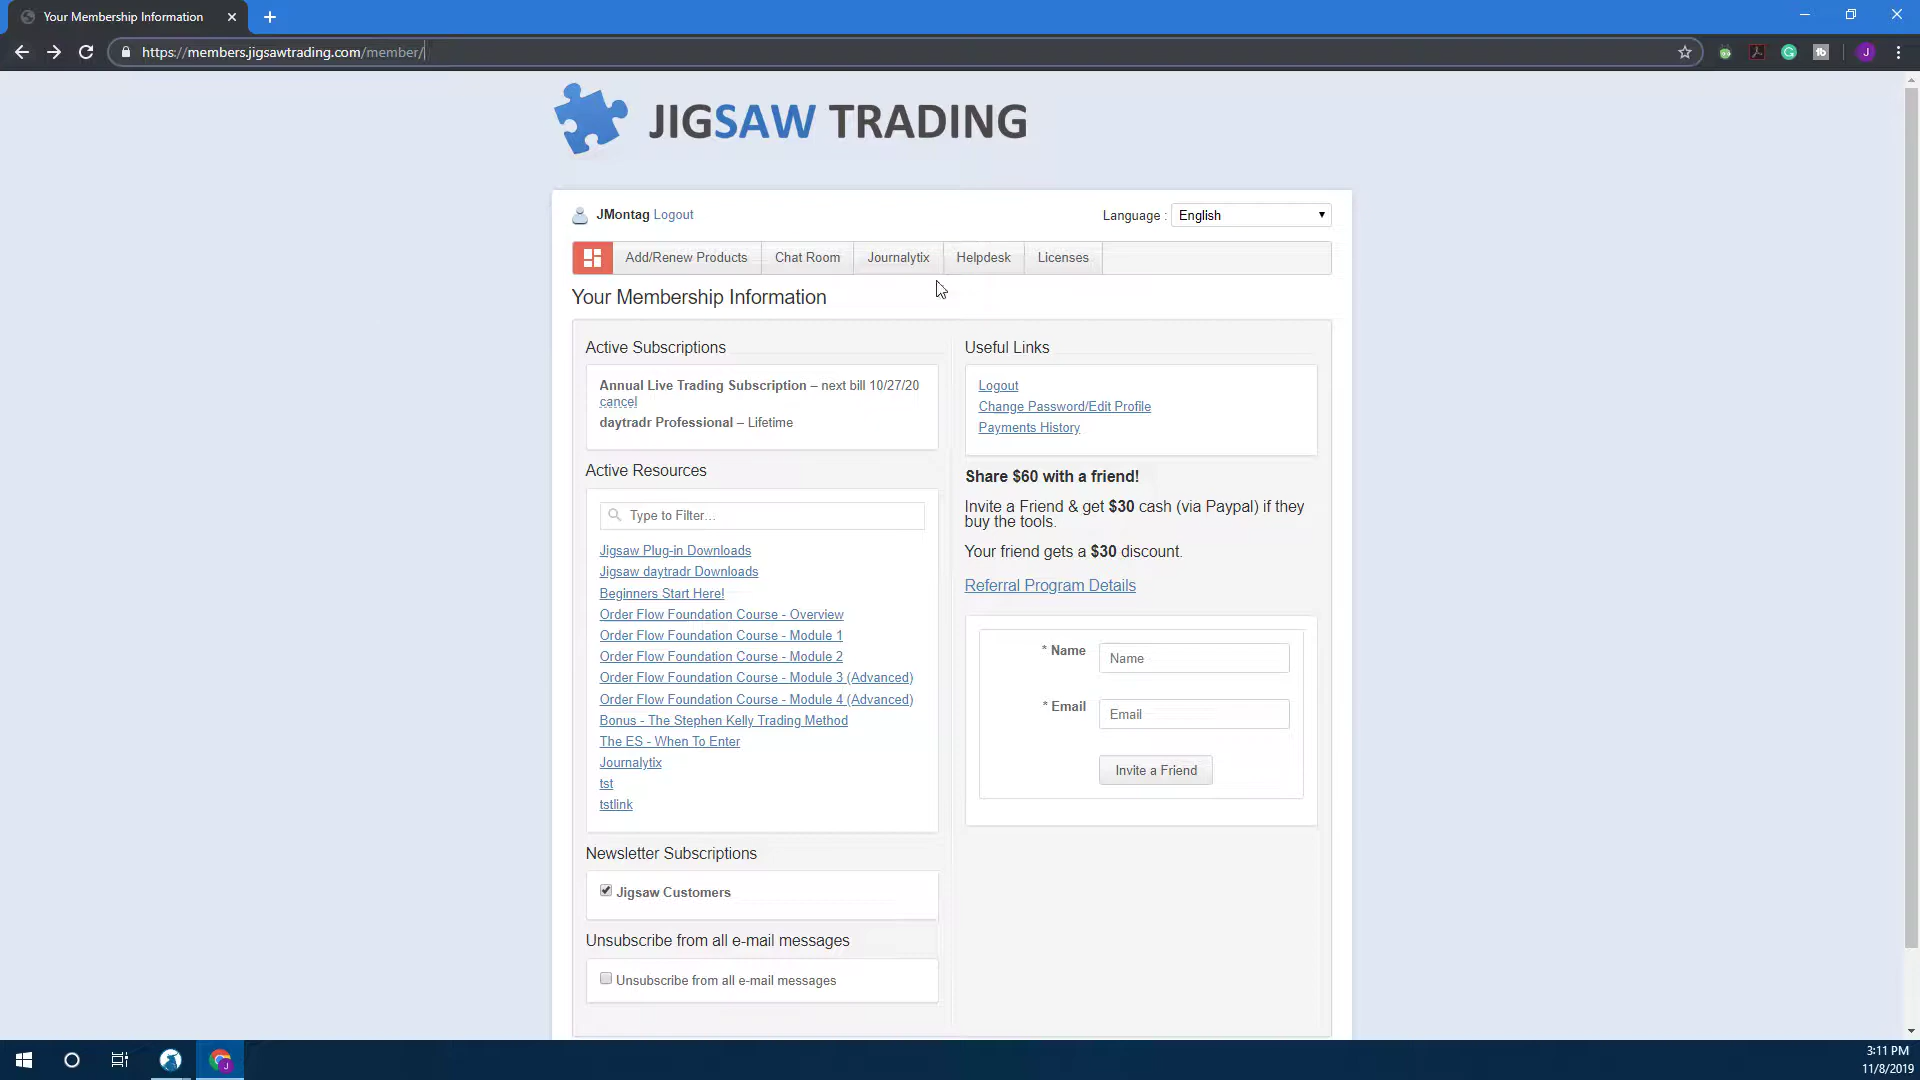 Your Membership Information
https://members.jigsawtrading.com/member/
JIGSAW TRADING
JMontag Logout
Language : English
Add/Renew Products Chat Room Journalytix Helpdesk Licenses
Your Membership Information
Active Subscriptions
Annual Live Trading Subscription – next bill 10/27/20
cancel
daytradr Professional – Lifetime
Active Resources
Type to Filter...
Jigsaw Plug-in Downloads
Jigsaw daytradr Downloads
Beginners Start Here!
Order Flow Foundation Course - Overview
Order Flow Foundation Course - Module 1
Order Flow Foundation Course - Module 2
Order Flow Foundation Course - Module 3 (Advanced)
Order Flow Foundation Course - Module 4 (Advanced)
Bonus - The Stephen Kelly Trading Method
The ES - When To Enter
Journalytix
tst
tstlink
Newsletter Subscriptions
Jigsaw Customers
Unsubscribe from all e-mail messages
Unsubscribe from all e-mail messages
Useful Links
Logout
Change Password/Edit Profile
Payments History
Share $60 with a friend!
Invite a Friend & get $30 cash (via Paypal) if they
buy the tools.
Your friend gets a $30 discount.
Referral Program Details
* Name Name
* Email Email
Invite a Friend
3:11 PM
11/8/2019